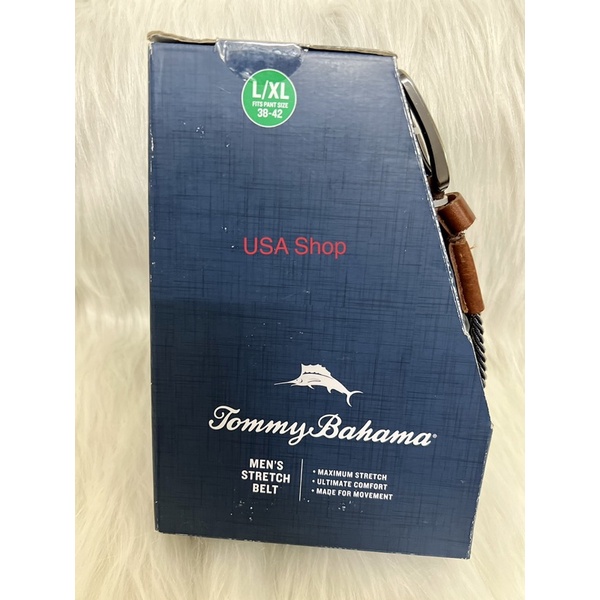 L/XL
FITS PANT SIZE
38-42
USA Shop
Tommy Bahama®
MEN'S
STRETCH
BELT
• MAXIMUM STRETCH
• ULTIMATE COMFORT
• MADE FOR MOVEMENT